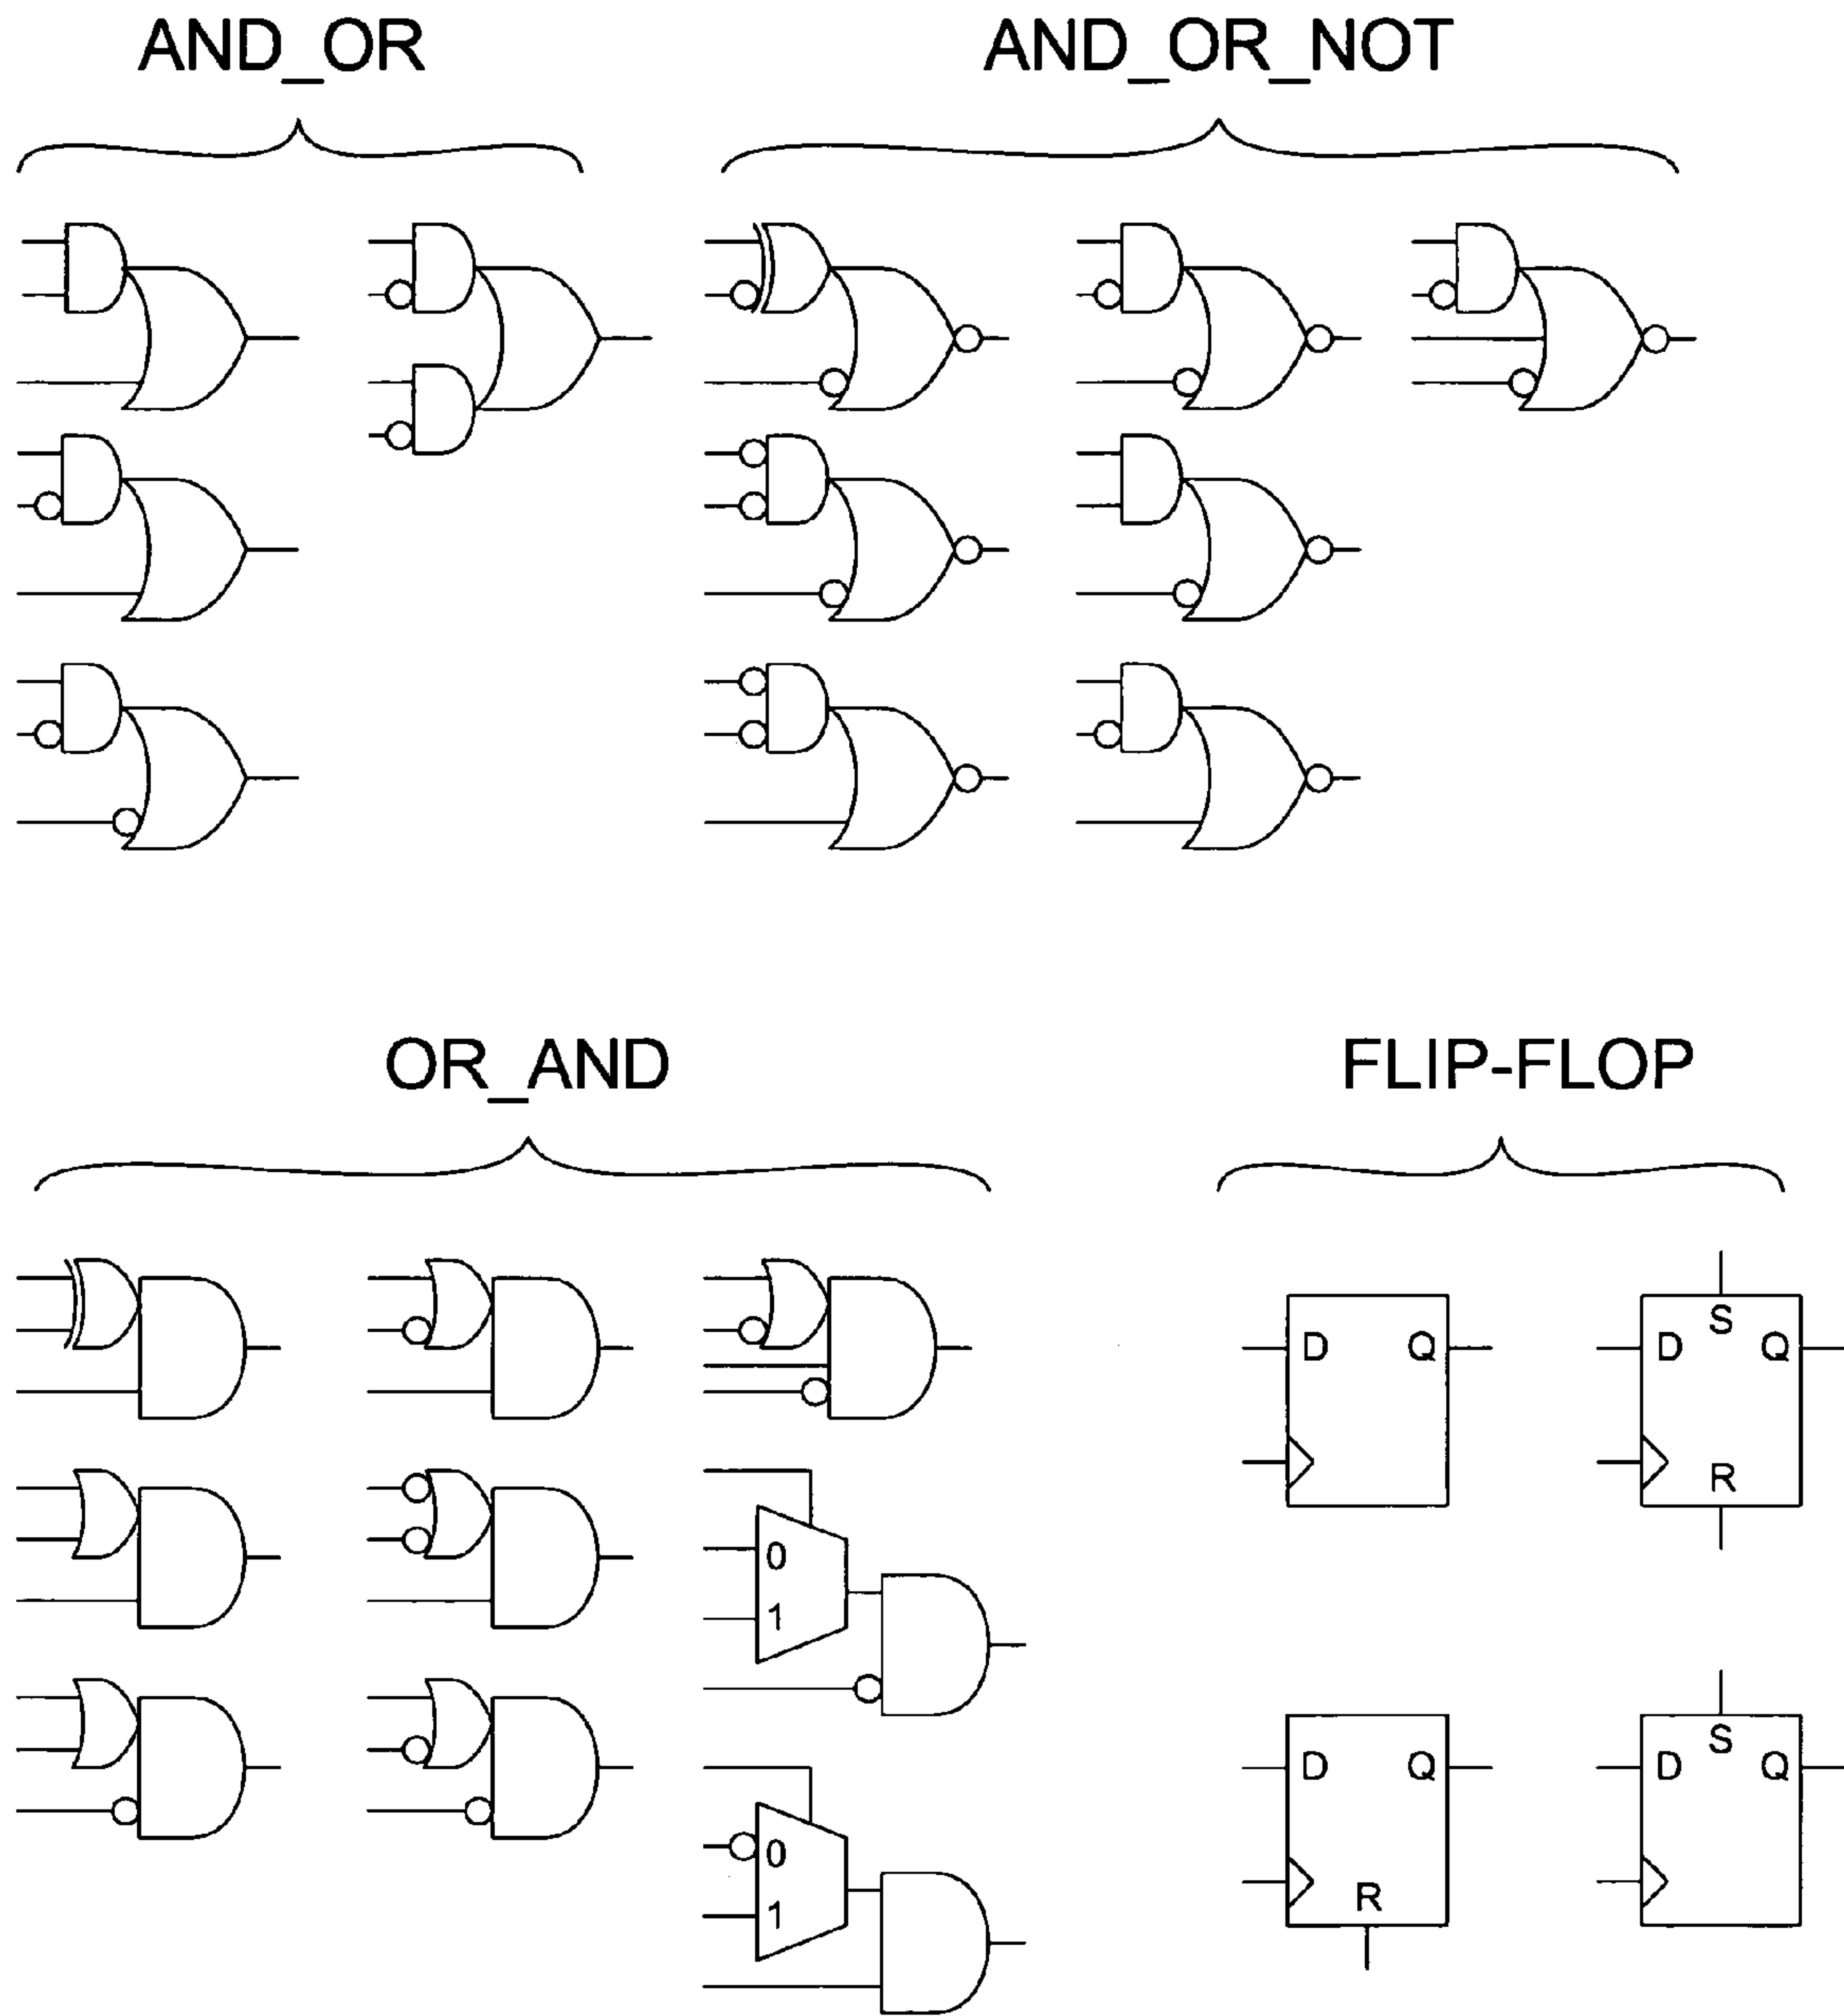 AND_OR
AND_OR_NOT
OR_AND
FLIP-FLOP
D Q
S
D Q
R
0
1
D Q
R
S
D Q
0
1